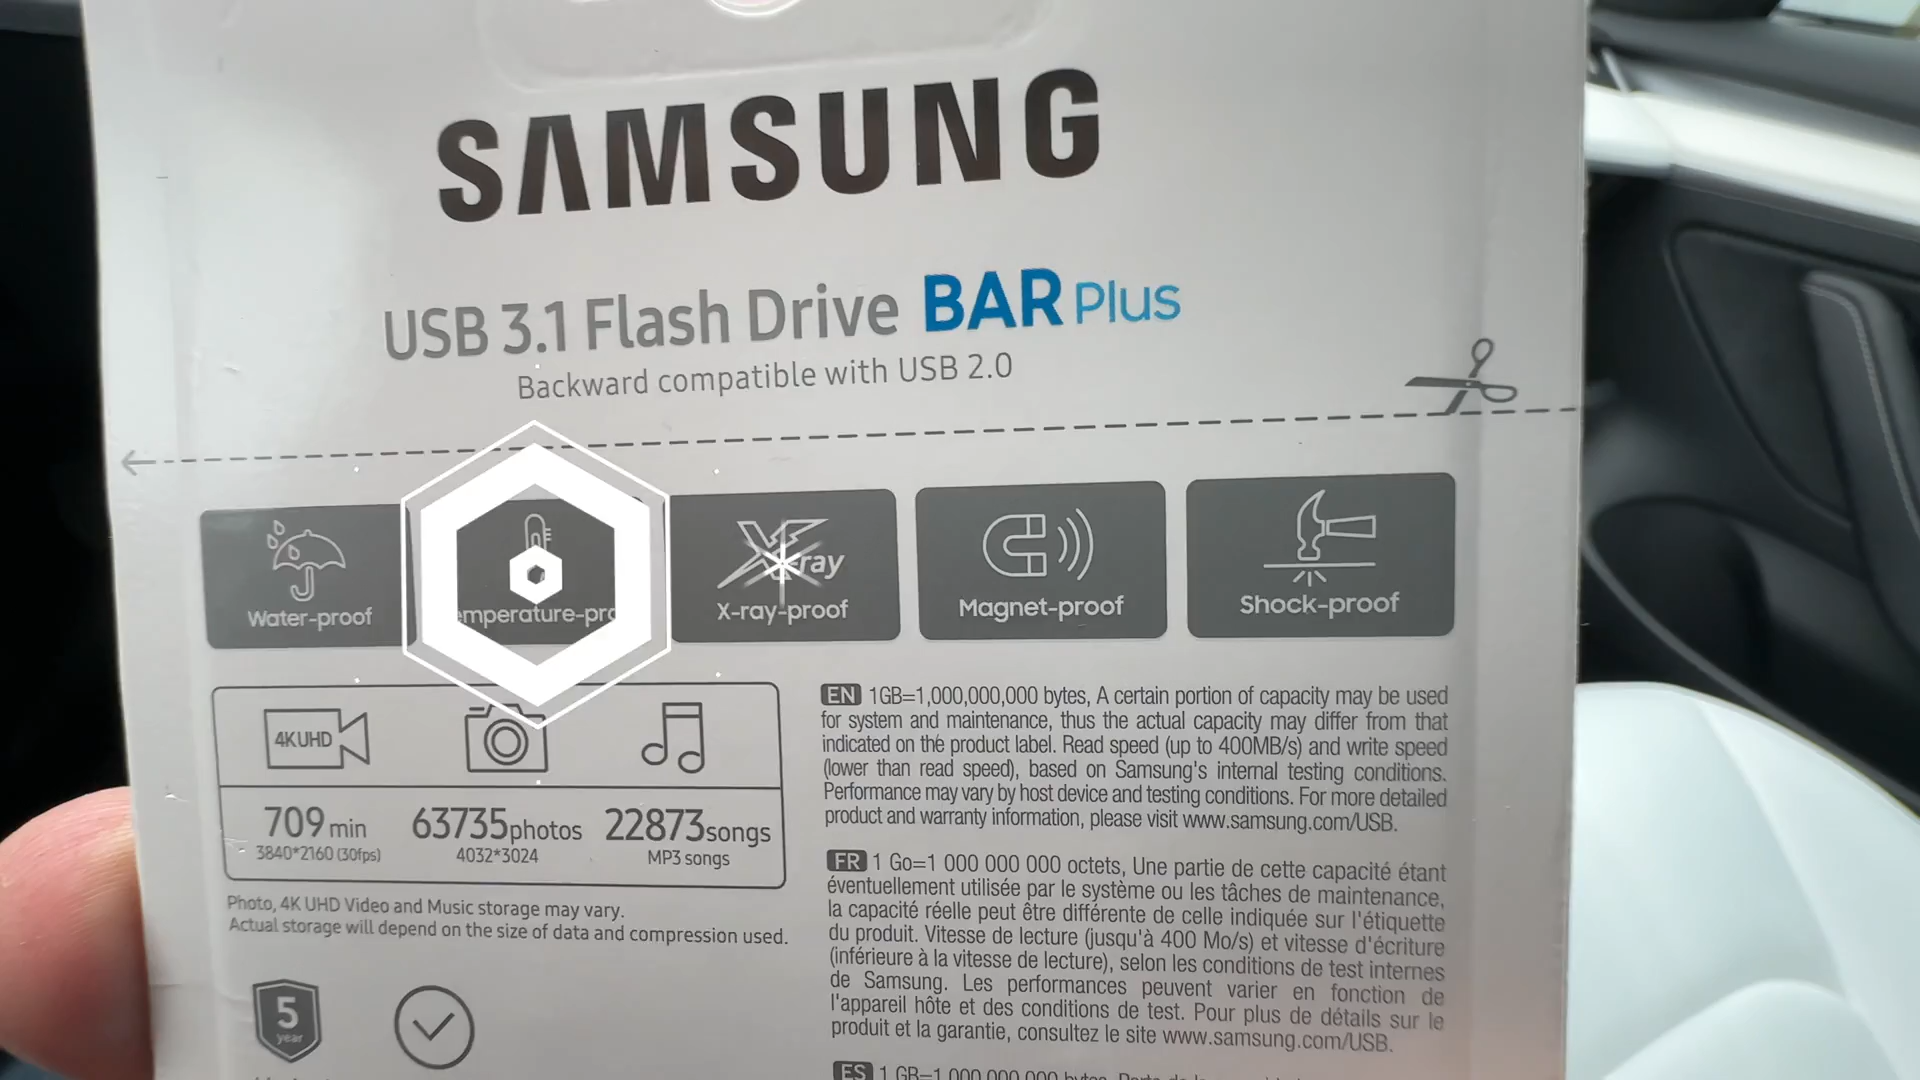 SAMSUNG
USB 3.1 Flash Drive BAR Plus
Backward compatible with USB 2.0
Water-proof
X-ray
X-ray-proof
Magnet-proof
Shock-proof
4K UHD
709 min
3840*2160 (30fps)
63735photos
4032*3024
22873songs
MP3 songs
Photo, 4K UHD Video and Music storage may vary.
Actual storage will depend on the size of data and compression used.
5
year
EN 1GB=1,000,000,000 bytes, A certain portion of capacity may be used
for system and maintenance, thus the actual capacity may differ from that
indicated on the product label. Read speed (up to 400MB/s) and write speed
(lower than read speed), based on Samsung's internal testing conditions.
Performance may vary by host device and testing conditions. For more detailed
product and warranty information, please visit www.samsung.com/USB.
FR 1 Go=1 000 000 000 octets, Une partie de cette capacité étant
éventuellement utilisée par le système ou les tâches de maintenance,
la capacité réelle peut être différente de celle indiquée sur l'étiquette
du produit. Vitesse de lecture (jusqu'à 400 Mo/s) et vitesse d'écriture
(inférieure à la vitesse de lecture), selon les conditions de test internes
de Samsung. Les performances peuvent varier en fonction de
l'appareil hôte et des conditions de test. Pour plus de détails sur le
produit et la garantie, consultez le site www.samsung.com/USB.
ES 1 GB=1 000 000 000 bytes